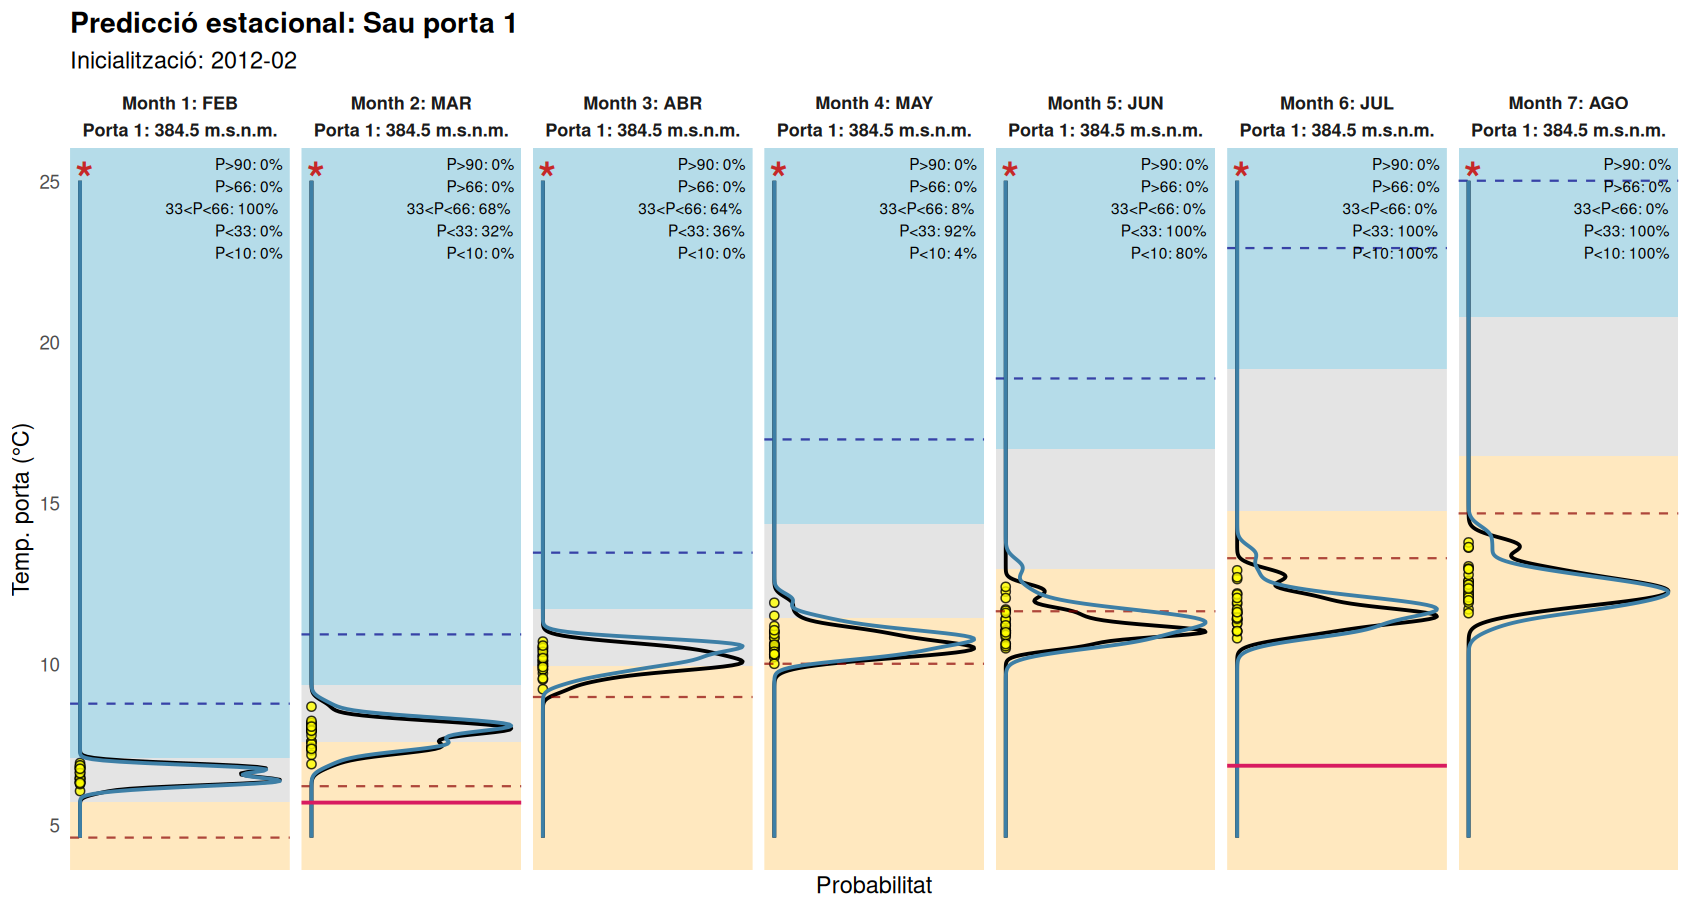 Predicció estacional: Sau porta 1
Inicialització: 2012-02
Month 1: FEB
Porta 1: 384.5 m.s.n.m.
Month 2: MAR
Porta 1: 384.5 m.s.n.m.
Month 3: ABR
Porta 1: 384.5 m.s.n.m.
Month 4: MAY
Porta 1: 384.5 m.s.n.m.
Month 5: JUN
Porta 1: 384.5 m.s.n.m.
Month 6: JUL
Porta 1: 384.5 m.s.n.m.
Month 7: AGO
Porta 1: 384.5 m.s.n.m.
*
P>90: 0%
P>66: 0%
33<P<66: 100%
P<33: 0%
P<10: 0%
*
P>90: 0%
P>66: 0%
33<P<66: 68%
P<33: 32%
P<10: 0%
*
P>90: 0%
P>66: 0%
33<P<66: 64%
P<33: 36%
P<10: 0%
*
P>90: 0%
P>66: 0%
33<P<66: 8%
P<33: 92%
P<10: 4%
*
P>90: 0%
P>66: 0%
33<P<66: 0%
P<33: 100%
P<10: 80%
*
P>90: 0%
P>66: 0%
33<P<66: 0%
P<33: 100%
P<10: 100%
*
P>90: 0%
P>66: 0%
33<P<66: 0%
P<33: 100%
P<10: 100%
25
20
15
10
5
Temp. porta (°C)
Probabilitat